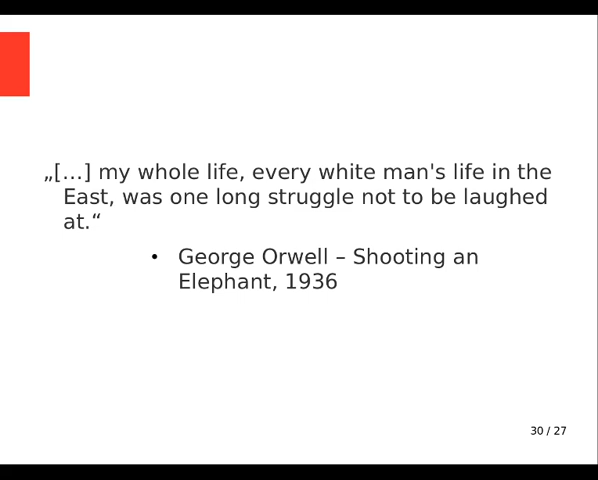 „[…] my whole life, every white man's life in the
East, was one long struggle not to be laughed
at.“
• George Orwell – Shooting an
Elephant, 1936
30 / 27